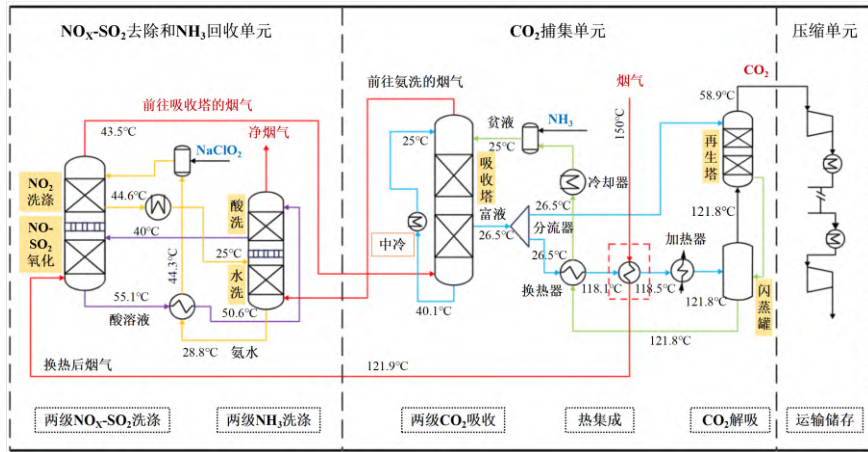 NOX-SO2去除和NH3回收单元
CO2捕集单元
压缩单元
前往吸收塔的烟气
43.5℃
净烟气
NaClO2
NO2
洗涤
44.6℃
NO-
SO2
氧化
酸
洗
40℃
25℃
水
洗
44.3℃
55.1℃
酸溶液
50.6℃
28.8℃
氨水
换热后烟气
121.9℃
前往氨洗的烟气
25℃
贫液
NH3
25℃
吸
收
塔
冷却器
富液
26.5℃
26.5℃
分流器
26.5℃
中冷
40.1℃
换热器
烟气
150℃
118.1℃
118.5℃
加热器
CO2
58.9℃
再
生
塔
121.8℃
121.8℃
闪
蒸
罐
121.8℃
两级NOX-SO2洗涤
两级NH3洗涤
两级CO2吸收
热集成
CO2解吸
运输储存